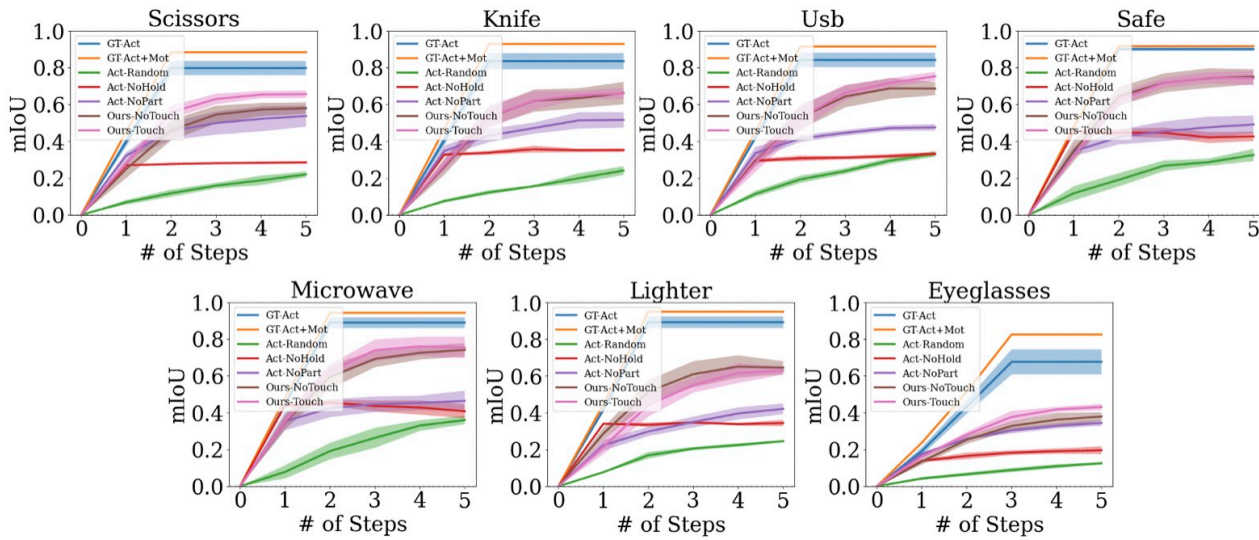 Scissors
1.0
0.8
0.6
0.4
0.2
0.0
mIoU
GT-Act
GT-Act+Mot
Act-Random
Act-NoHold
Act-NoPart
Ours-NoTouch
Ours-Touch
0 1 2 3 4 5
# of Steps
Knife
1.0
0.8
0.6
0.4
0.2
0.0
mIoU
GT-Act
GT-Act+Mot
Act-Random
Act-NoHold
Act-NoPart
Ours-NoTouch
Ours-Touch
0 1 2 3 4 5
# of Steps
Usb
1.0
0.8
0.6
0.4
0.2
0.0
mIoU
GT-Act
GT-Act+Mot
Act-Random
Act-NoHold
Act-NoPart
Ours-NoTouch
Ours-Touch
0 1 2 3 4 5
# of Steps
Safe
1.0
0.8
0.6
0.4
0.2
0.0
mIoU
GT-Act
GT-Act+Mot
Act-Random
Act-NoHold
Act-NoPart
Ours-NoTouch
Ours-Touch
0 1 2 3 4 5
# of Steps
Microwave
1.0
0.8
0.6
0.4
0.2
0.0
mIoU
GT-Act
GT-Act+Mot
Act-Random
Act-NoHold
Act-NoPart
Ours-NoTouch
Ours-Touch
0 1 2 3 4 5
# of Steps
Lighter
1.0
0.8
0.6
0.4
0.2
0.0
mIoU
GT-Act
GT-Act+Mot
Act-Random
Act-NoHold
Act-NoPart
Ours-NoTouch
Ours-Touch
0 1 2 3 4 5
# of Steps
Eyeglasses
1.0
0.8
0.6
0.4
0.2
0.0
mIoU
GT-Act
GT-Act+Mot
Act-Random
Act-NoHold
Act-NoPart
Ours-NoTouch
Ours-Touch
0 1 2 3 4 5
# of Steps